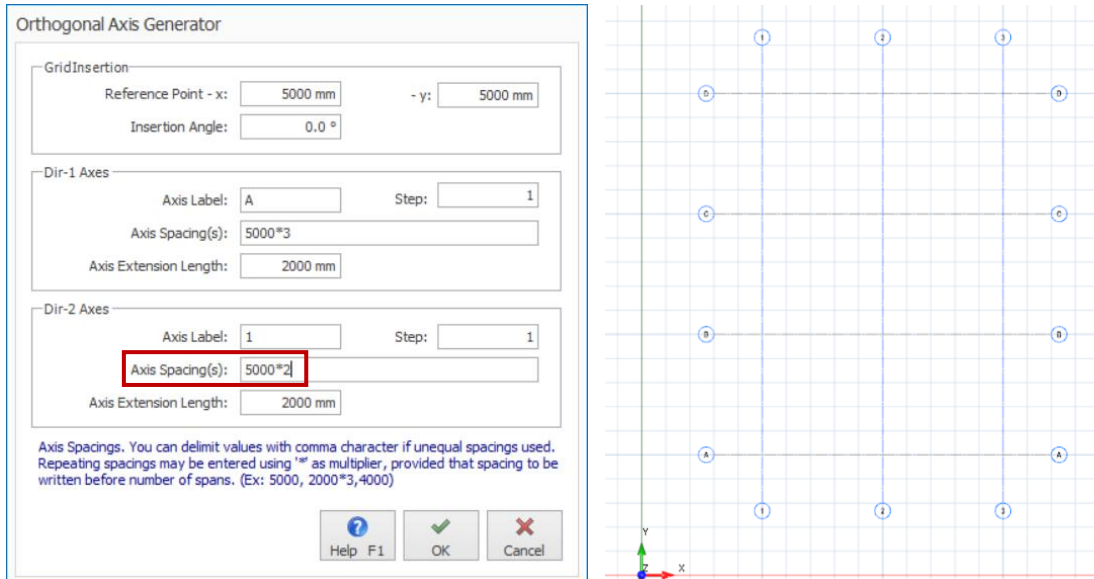 Orthogonal Axis Generator
GridInsertion
Reference Point - x: 5000 mm - y: 5000 mm
Insertion Angle: 0.0 °
Dir-1 Axes
Axis Label: A Step: 1
Axis Spacing(s): 5000*3
Axis Extension Length: 2000 mm
Dir-2 Axes
Axis Label: 1 Step: 1
Axis Spacing(s): 5000*2
Axis Extension Length: 2000 mm
Axis Spacings. You can delimit values with comma character if unequal spacings used.
Repeating spacings may be entered using '*' as multiplier, provided that spacing to be
written before number of spans. (Ex: 5000, 2000*3,4000)
Help F1 OK Cancel
1 2 3
D D
C C
B B
A A
1 2 3
Y
Z X